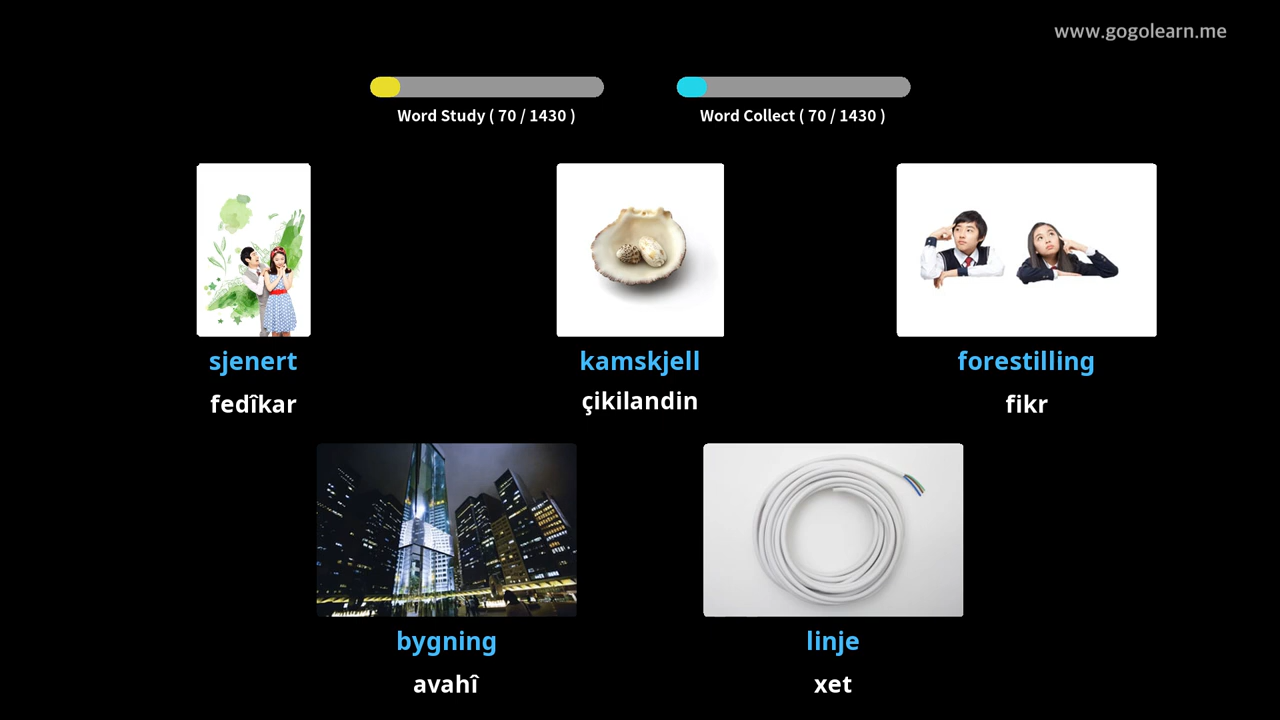 www.gogolearn.me
Word Study ( 70 / 1430 )
Word Collect ( 70 / 1430 )
sjenert
fedîkar
kamskjell
çikilandin
forestilling
fikr
bygning
avahî
linje
xet